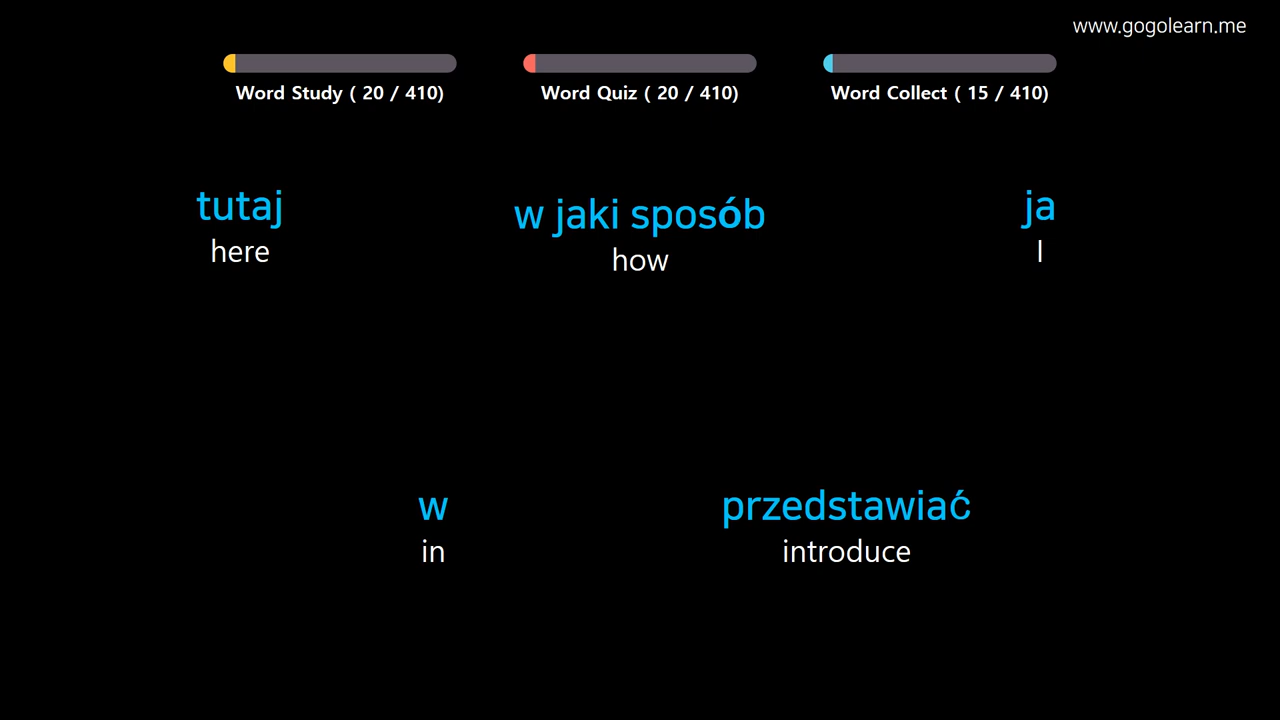 www.gogolearn.me
Word Study ( 20 / 410)
Word Quiz ( 20 / 410)
Word Collect ( 15 / 410)
tutaj
here
w jaki sposób
how
ja
I
w
in
przedstawiać
introduce